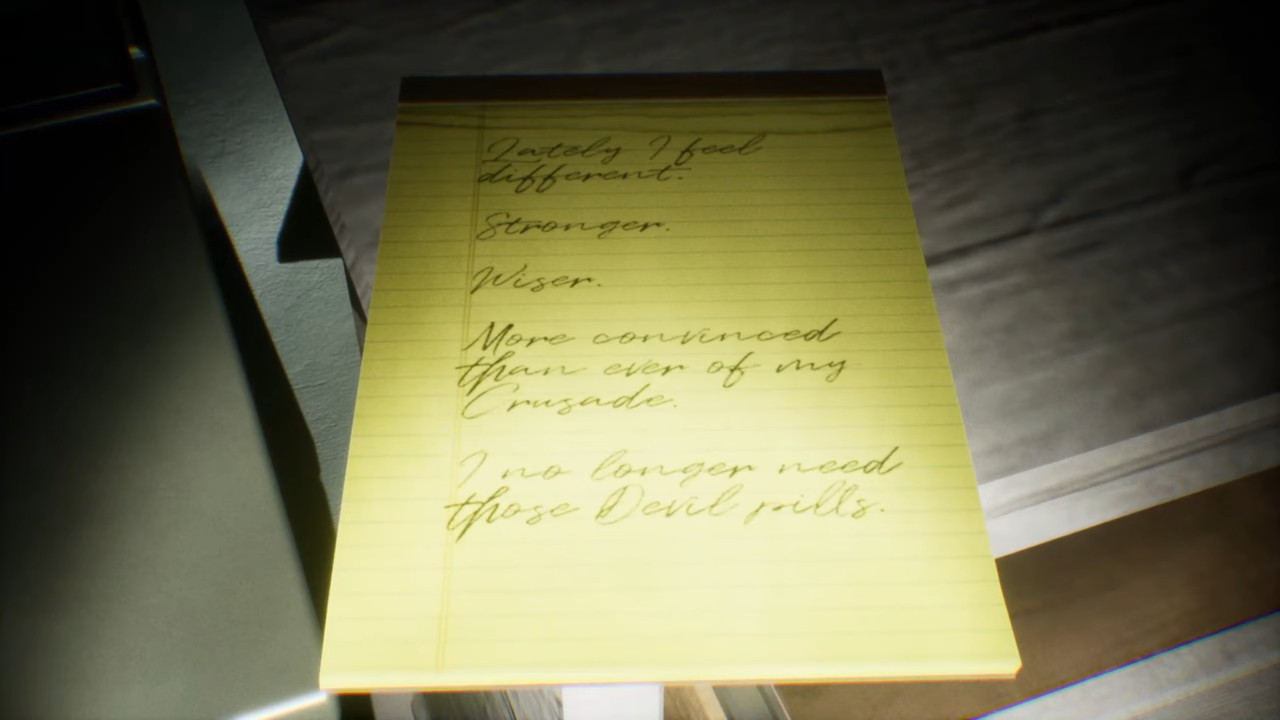 Lately I feel
different.
Stronger.
Wiser.
More convinced
than ever of my
Crusade.
I no longer need
those Devil pills.